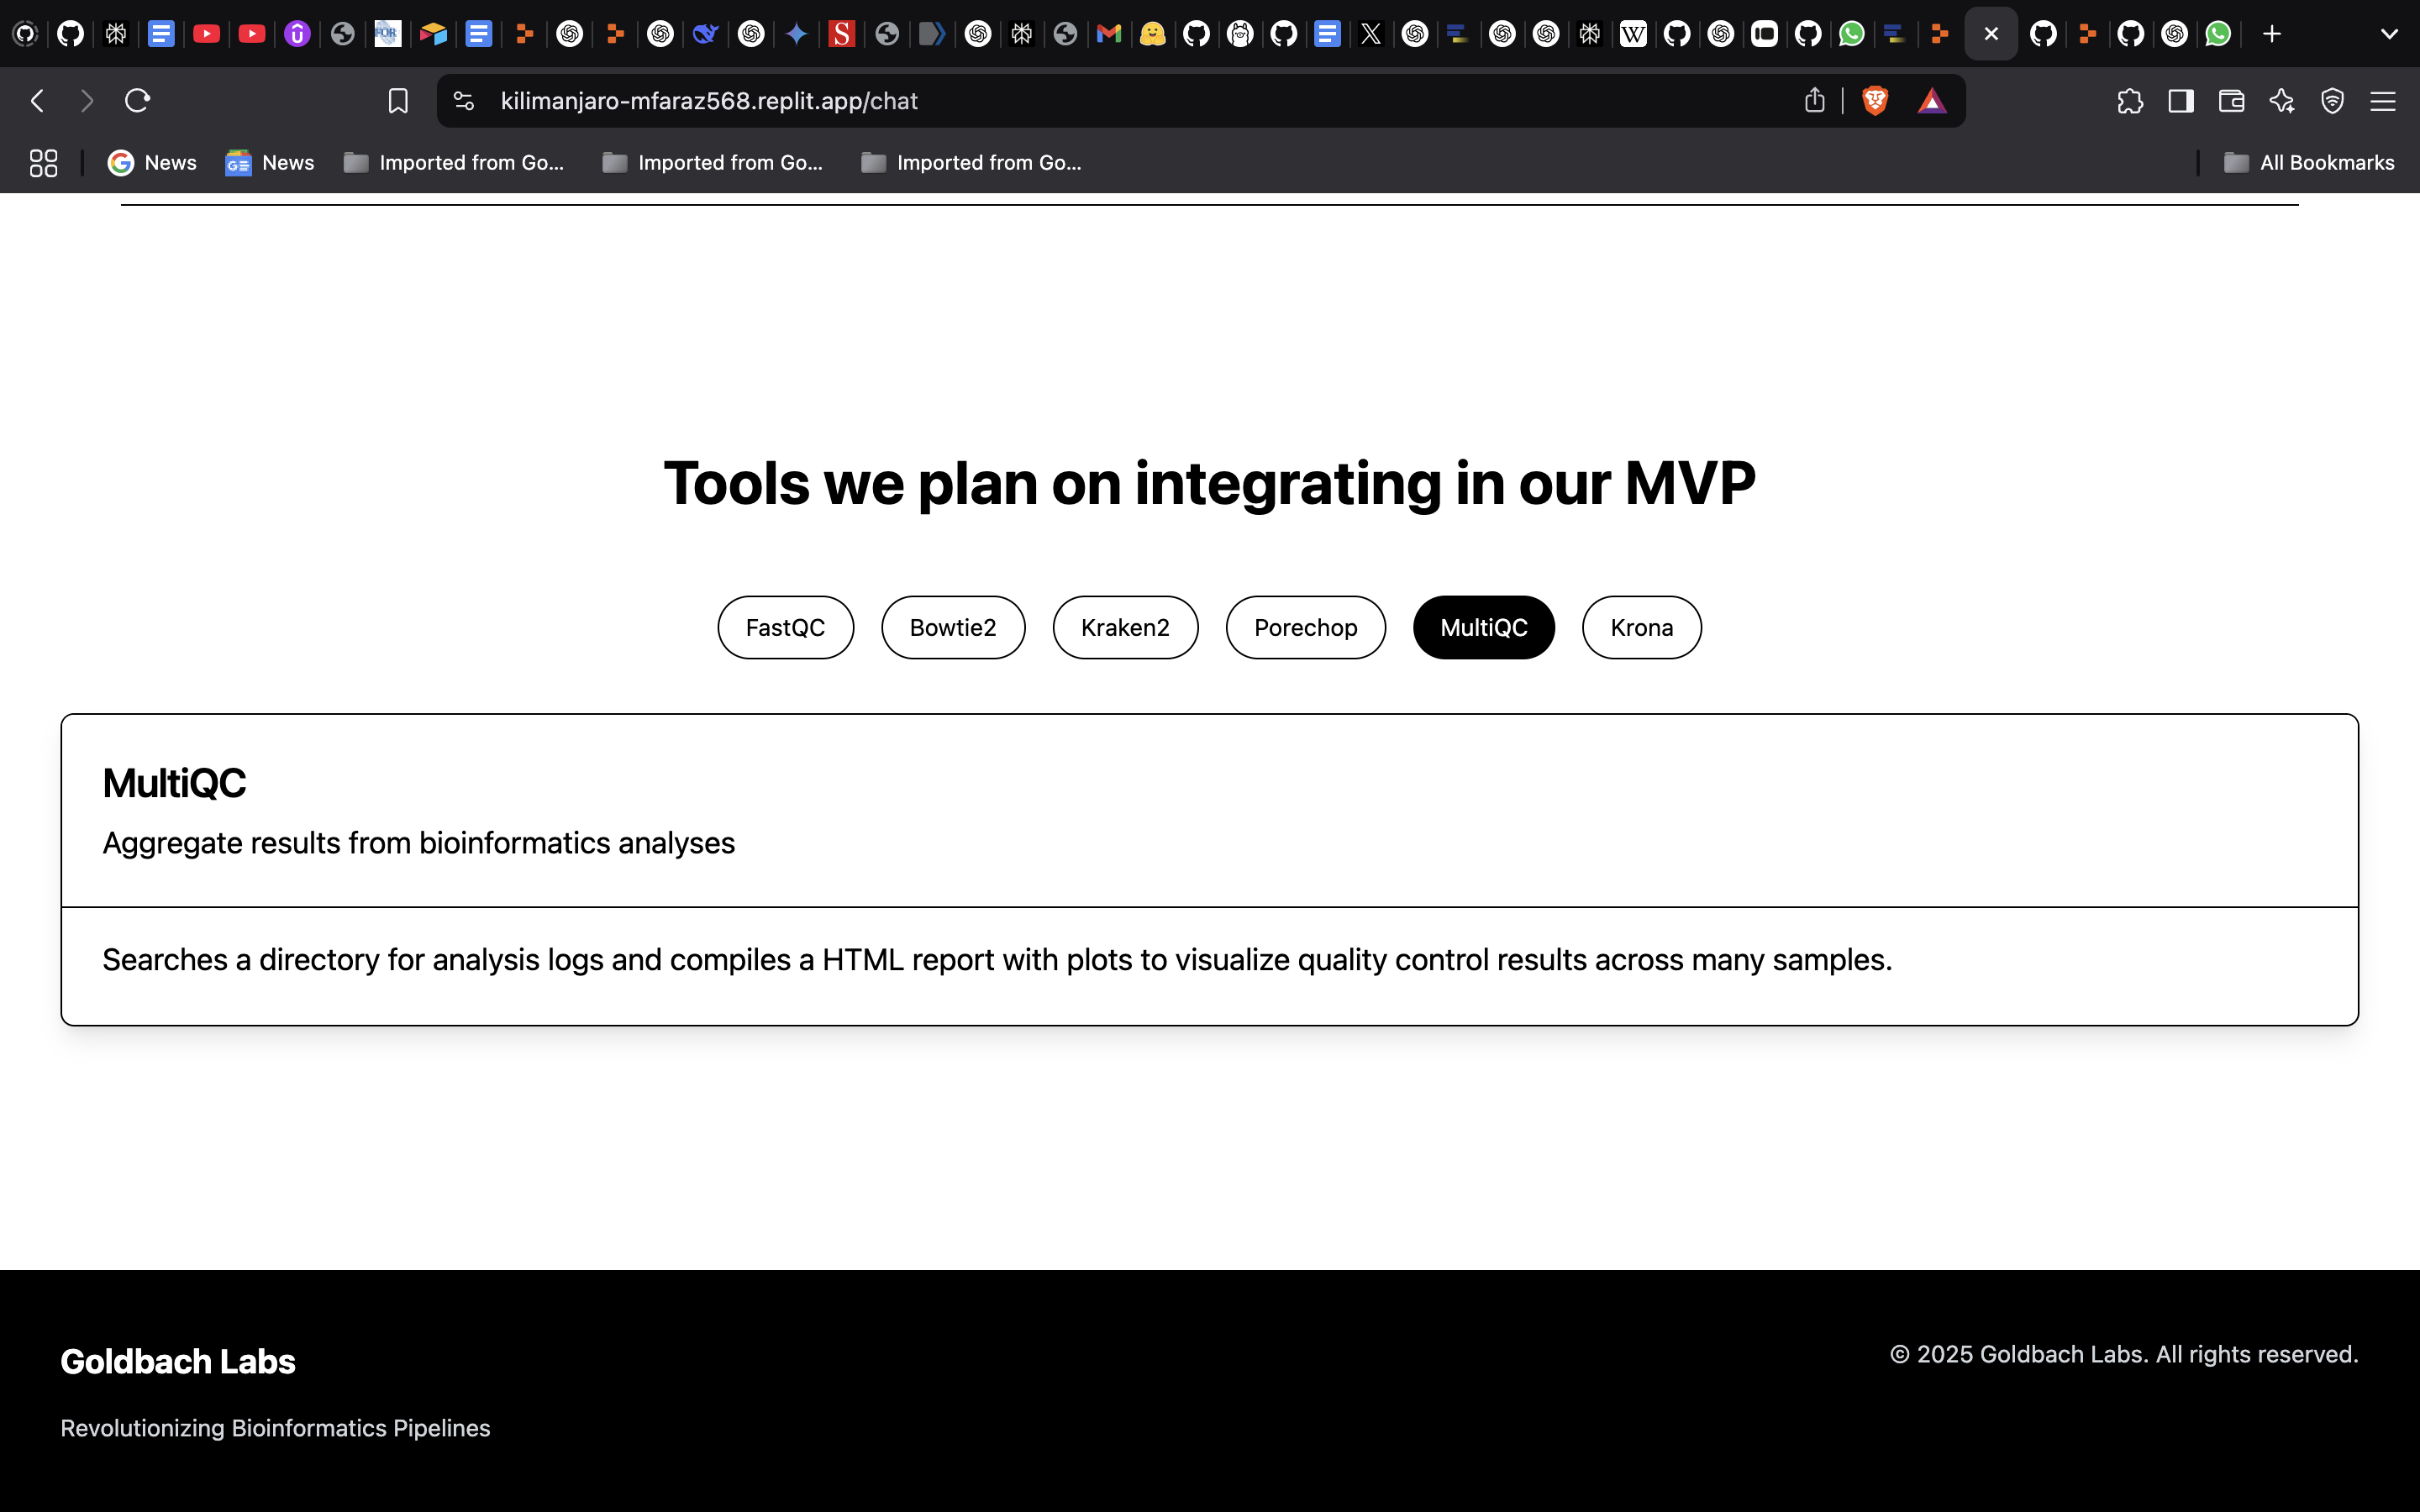 kilimanjaro-mfaraz568.replit.app/chat
News
News
Imported from Go...
Imported from Go...
Imported from Go...
All Bookmarks
Tools we plan on integrating in our MVP
FastQC
Bowtie2
Kraken2
Porechop
MultiQC
Krona
MultiQC
Aggregate results from bioinformatics analyses
Searches a directory for analysis logs and compiles a HTML report with plots to visualize quality control results across many samples.
Goldbach Labs
© 2025 Goldbach Labs. All rights reserved.
Revolutionizing Bioinformatics Pipelines